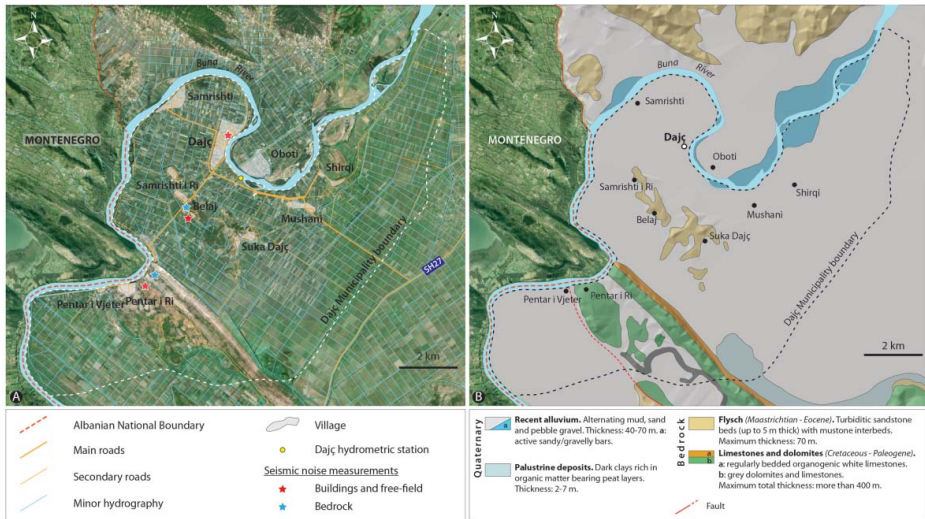 MONTENEGRO
Buna
River
Samrishti
Dajç
Oboti
Shirqi
Samrishti i Ri
Belaj
Mushani
Suka Dajç
SH27
Dajç Municipality boundary
Pentar i Vjeter
Pentar i Ri
2 km
A
MONTENEGRO
Buna
River
Samrishti
Dajç
Oboti
Shirqi
Samrishti i Ri
Mushani
Belaj
Suka Dajç
Dajç Municipality boundary
Pentar i Vjeter
Pentar i Ri
2 km
B
Albanian National Boundary
Main roads
Secondary roads
Minor hydrography
Village
Dajç hydrometric station
Seismic noise measurements
Buildings and free-field
Bedrock
Quaternary
a
Recent alluvium. Alternating mud, sand
and pebble gravel. Thickness: 40-70 m. a:
active sandy/gravelly bars.
Palustrine deposits. Dark clays rich in
organic matter bearing peat layers.
Thickness: 2-7 m.
Bedrock
Flysch (Maastrichtian - Eocene). Turbiditic sandstone
beds (up to 5 m thick) with mustone interbeds.
Maximum thickness: 70 m.
a
b
Limestones and dolomites (Cretaceous - Paleogene).
a: regularly bedded organogenic white limestones.
b: grey dolomites and limestones.
Maximum total thickness: more than 400 m.
Fault